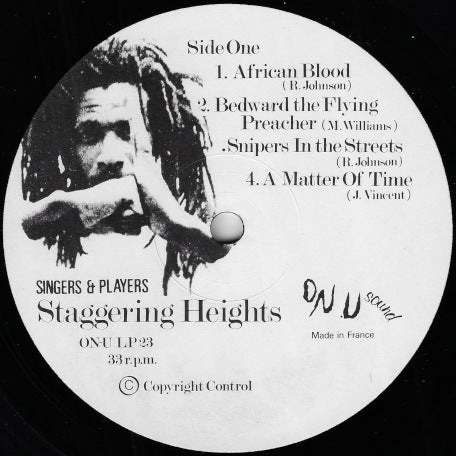 Side One
1. African Blood
(R. Johnson)
2. Bedward the Flying
Preacher (M. Williams)
.Snipers In the Streets
(R. Johnson)
4. A Matter Of Time
(J. Vincent)
SINGERS & PLAYERS
Staggering Heights
ON-U LP 23
33 r.p.m.
© Copyright Control
ON.U sound
Made in France